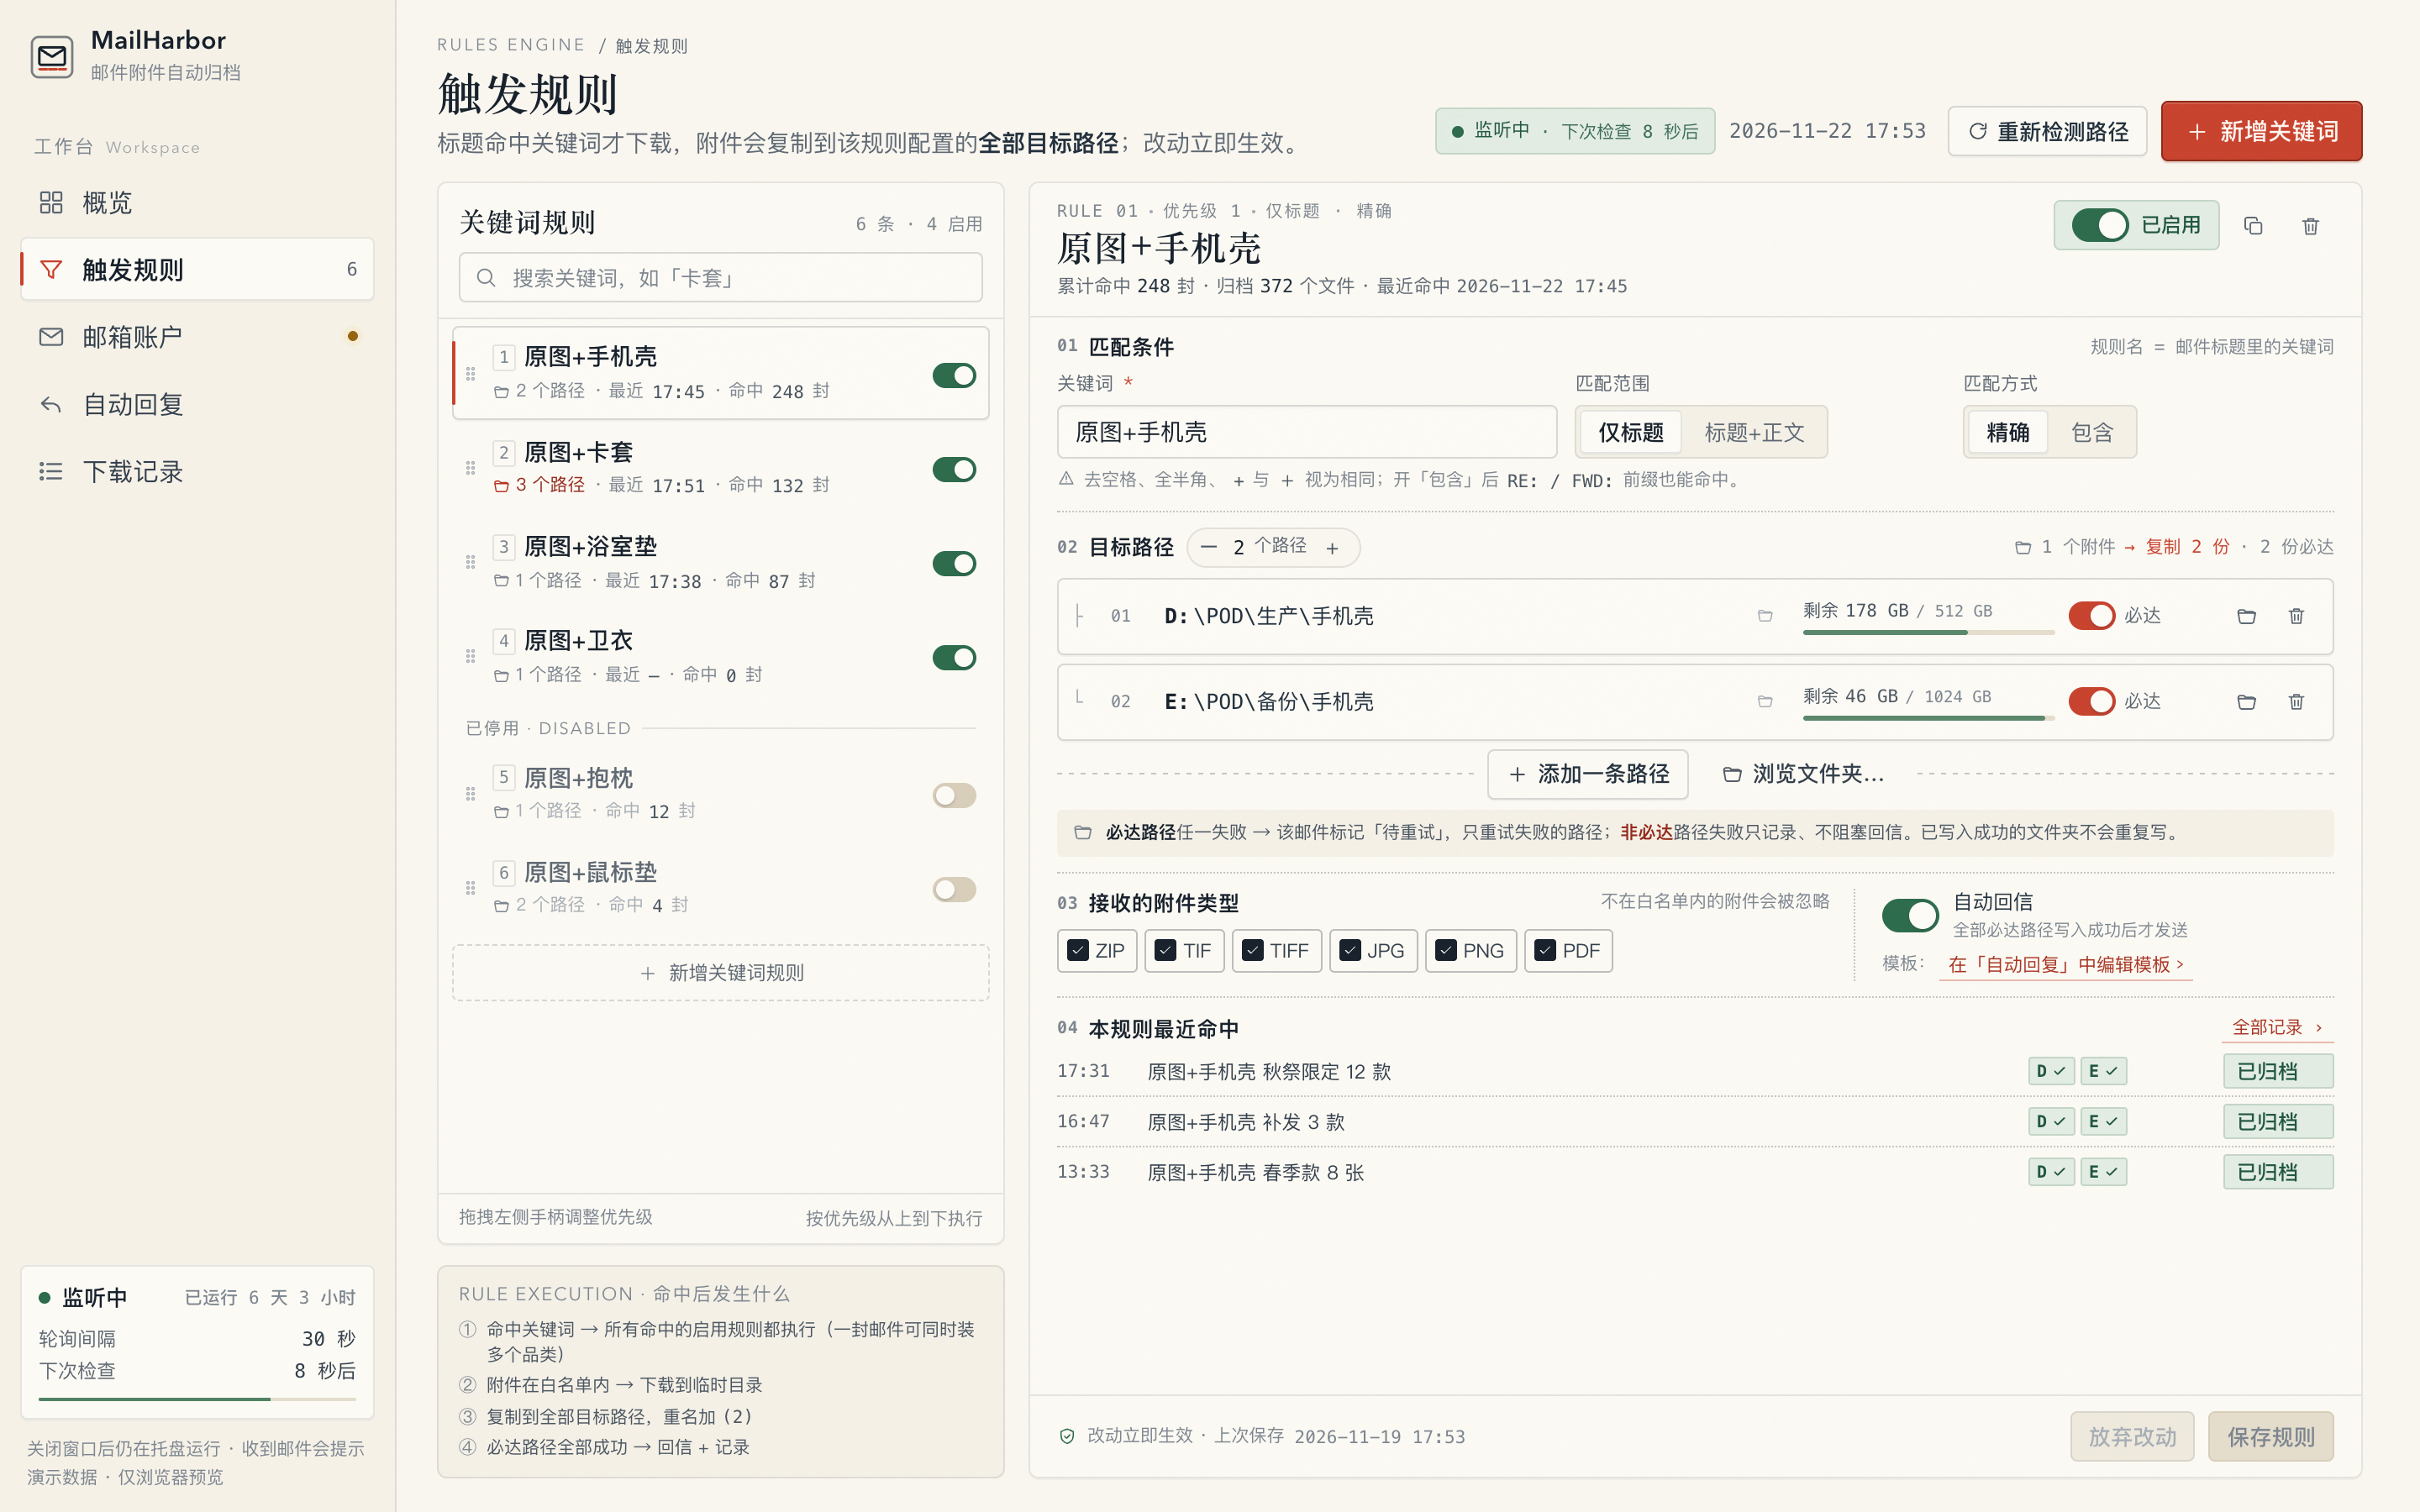 MailHarbor
邮件附件自动归档
工作台 Workspace
概览
触发规则 6
邮箱账户
自动回复
下载记录
监听中 已运行 6 天 3 小时
轮询间隔 30 秒
下次检查 8 秒后
关闭窗口后仍在托盘运行 · 收到邮件会提示
演示数据 · 仅浏览器预览
RULES ENGINE / 触发规则
触发规则
标题命中关键词才下载，附件会复制到该规则配置的全部目标路径；改动立即生效。
监听中 · 下次检查 8 秒后
2026-11-22 17:53
重新检测路径
+ 新增关键词
关键词规则 6 条 · 4 启用
搜索关键词，如「卡套」
1 原图+手机壳
2 个路径 · 最近 17:45 · 命中 248 封
2 原图+卡套
3 个路径 · 最近 17:51 · 命中 132 封
3 原图+浴室垫
1 个路径 · 最近 17:38 · 命中 87 封
4 原图+卫衣
1 个路径 · 最近 — · 命中 0 封
已停用 · DISABLED
5 原图+抱枕
1 个路径 · 命中 12 封
6 原图+鼠标垫
2 个路径 · 命中 4 封
+ 新增关键词规则
拖拽左侧手柄调整优先级 按优先级从上到下执行
RULE EXECUTION · 命中后发生什么
① 命中关键词 → 所有命中的启用规则都执行（一封邮件可同时装
多个品类）
② 附件在白名单内 → 下载到临时目录
③ 复制到全部目标路径，重名加 (2)
④ 必达路径全部成功 → 回信 + 记录
RULE 01 · 优先级 1 · 仅标题 · 精确
原图+手机壳
累计命中 248 封 · 归档 372 个文件 · 最近命中 2026-11-22 17:45
已启用
01 匹配条件 规则名 = 邮件标题里的关键词
关键词 * 匹配范围 匹配方式
原图+手机壳 仅标题 标题+正文 精确 包含
去空格、全半角、 + 与 ＋ 视为相同；开「包含」后 RE: / FWD: 前缀也能命中。
02 目标路径 — 2 个路径 + 1 个附件 → 复制 2 份 · 2 份必达
01 D:\POD\生产\手机壳 剩余 178 GB / 512 GB 必达
02 E:\POD\备份\手机壳 剩余 46 GB / 1024 GB 必达
+ 添加一条路径 浏览文件夹…
必达路径任一失败 → 该邮件标记「待重试」，只重试失败的路径；非必达路径失败只记录、不阻塞回信。已写入成功的文件夹不会重复写。
03 接收的附件类型 不在白名单内的附件会被忽略
ZIP TIF TIFF JPG PNG PDF
自动回信
全部必达路径写入成功后才发送
模板： 在「自动回复」中编辑模板 ›
04 本规则最近命中 全部记录 ›
17:31 原图+手机壳 秋祭限定 12 款 D ✓ E ✓ 已归档
16:47 原图+手机壳 补发 3 款 D ✓ E ✓ 已归档
13:33 原图+手机壳 春季款 8 张 D ✓ E ✓ 已归档
改动立即生效 · 上次保存 2026-11-19 17:53
放弃改动 保存规则